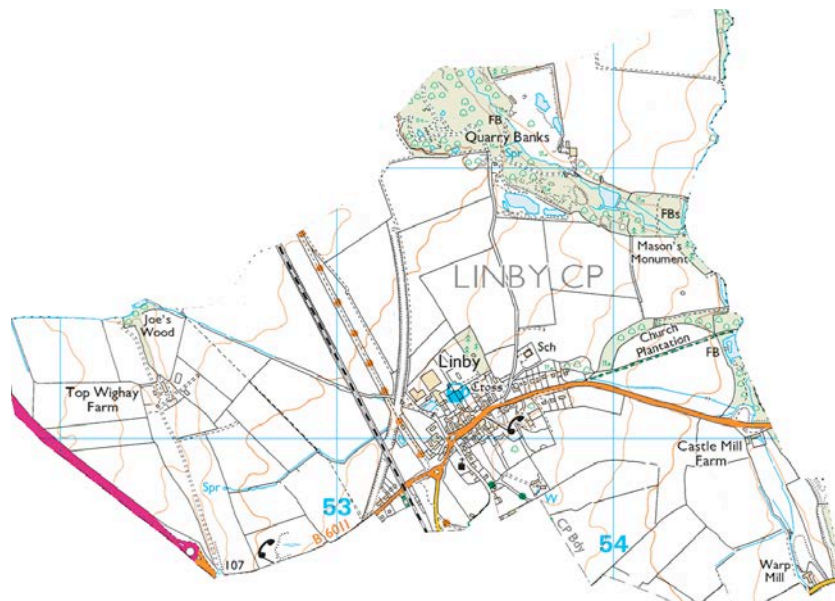 FB
Quarry Banks
Spr
FBs
Mason's
Monument
LINBY CP
Joe's
Wood
Church
Plantation
Sch
FB
Linby
Cross
Top Wighay
Farm
Castle Mill
Farm
Spr
W
53
B 6011
CP Bdy
54
107
Warp
Mill